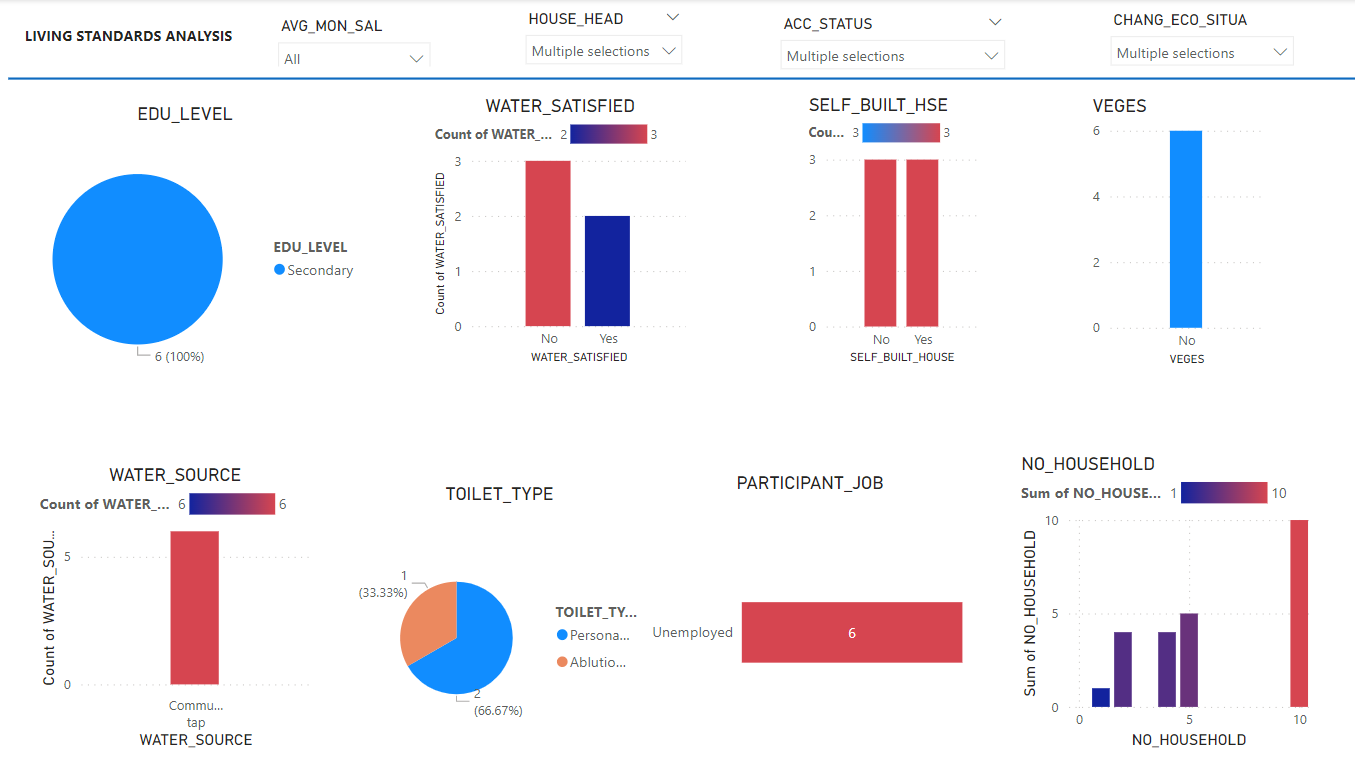 LIVING STANDARDS ANALYSIS
AVG_MON_SAL
All
HOUSE_HEAD
Multiple selections
ACC_STATUS
Multiple selections
CHANG_ECO_SITUA
Multiple selections
EDU_LEVEL
EDU_LEVEL
Secondary
6 (100%)
WATER_SATISFIED
Count of WATER_... 2 3
Count of WATER_SATISFIED
3
2
1
0
No Yes
WATER_SATISFIED
SELF_BUILT_HSE
Cou... 3 3
3
2
1
0
No Yes
SELF_BUILT_HOUSE
VEGES
6
4
2
0
No
VEGES
WATER_SOURCE
Count of WATER_... 6 6
Count of WATER_SOU...
5
0
Commu...
tap
WATER_SOURCE
TOILET_TYPE
1
(33.33%)
2
(66.67%)
TOILET_TY...
Persona...
Ablutio...
PARTICIPANT_JOB
Unemployed
6
NO_HOUSEHOLD
Sum of NO_HOUSE... 1 10
Sum of NO_HOUSEHOLD
10
5
0
0 5 10
NO_HOUSEHOLD